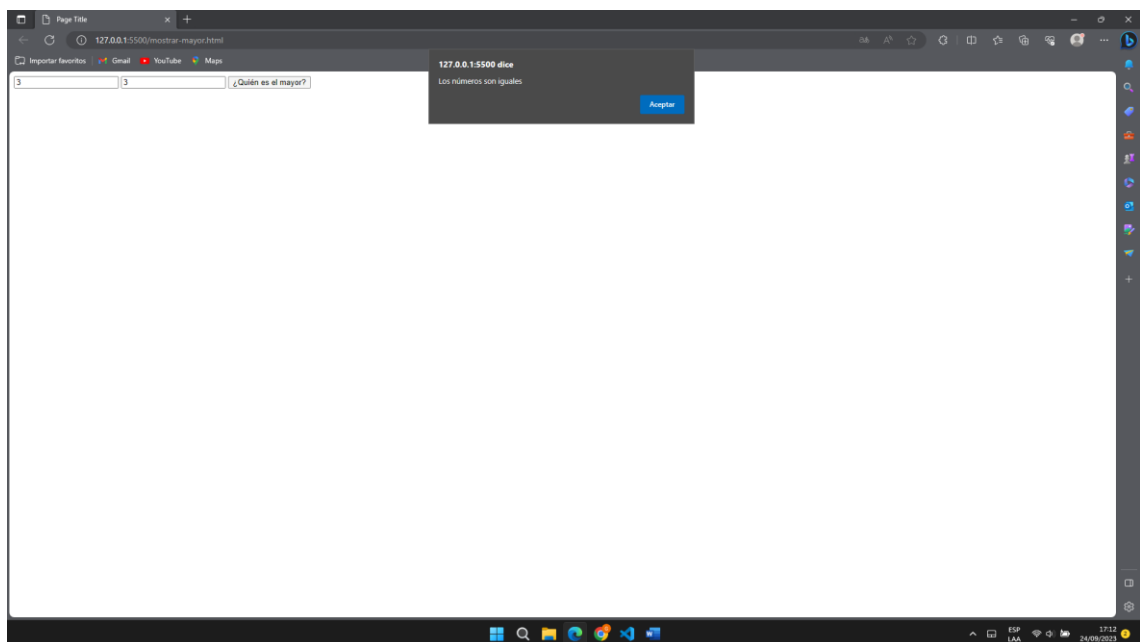 Page Title
127.0.0.1:5500/mostrar-mayor.html
Importar favoritos Gmail YouTube Maps
127.0.0.1:5500 dice
Los números son iguales
Aceptar
3 3 ¿Quién es el mayor?
ESP
LAA
17:12
24/09/2023